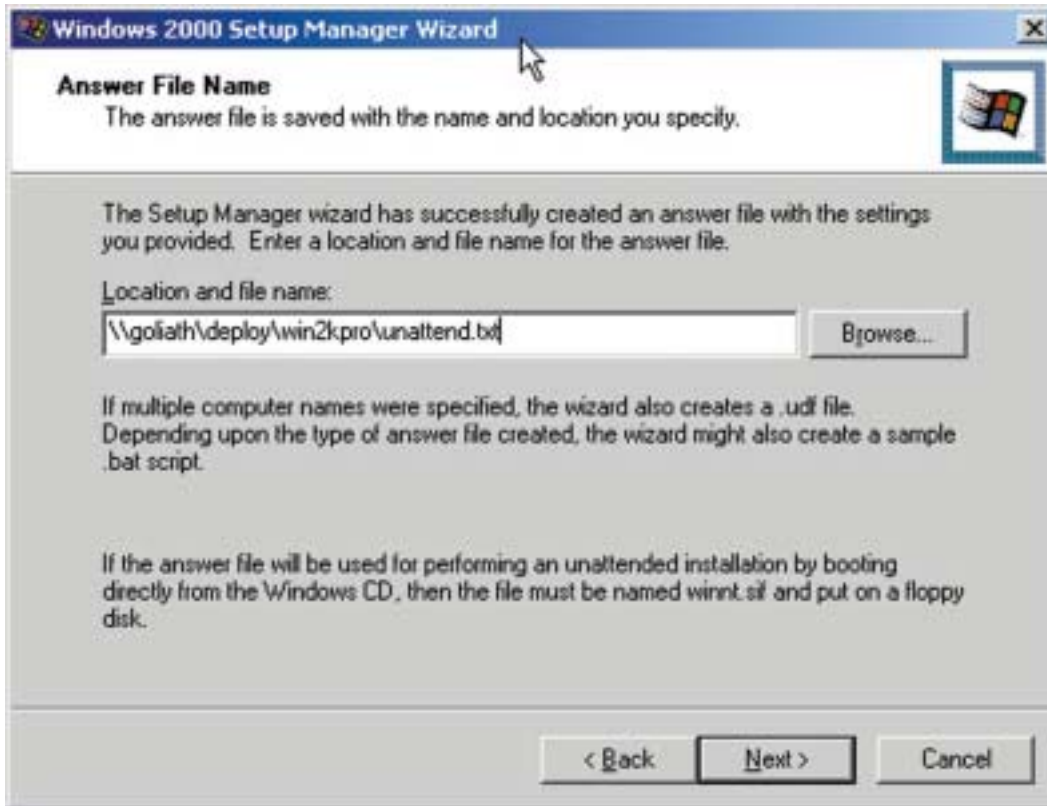 Windows 2000 Setup Manager Wizard
Answer File Name
The answer file is saved with the name and location you specify.
The Setup Manager wizard has successfully created an answer file with the settings
you provided. Enter a location and file name for the answer file.
Location and file name:
\\goliath\deploy\win2kpro\unattend.txt
Browse...
If multiple computer names were specified, the wizard also creates a .udf file.
Depending upon the type of answer file created, the wizard might also create a sample
.bat script.
If the answer file will be used for performing an unattended installation by booting
directly from the Windows CD, then the file must be named winnt.sif and put on a floppy
disk.
< Back
Next >
Cancel